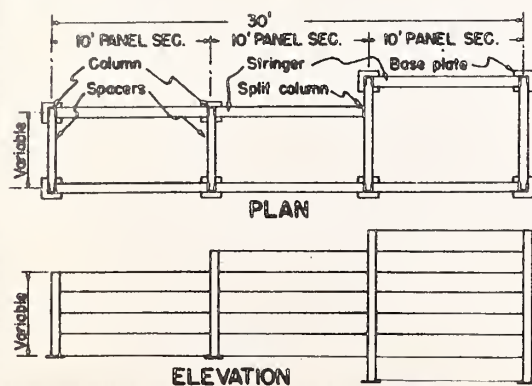 30'
10' PANEL SEC. 10' PANEL SEC. 10' PANEL SEC.
Column Stringer Base plate
Spacers Split column
Variable
PLAN
Variable
ELEVATION